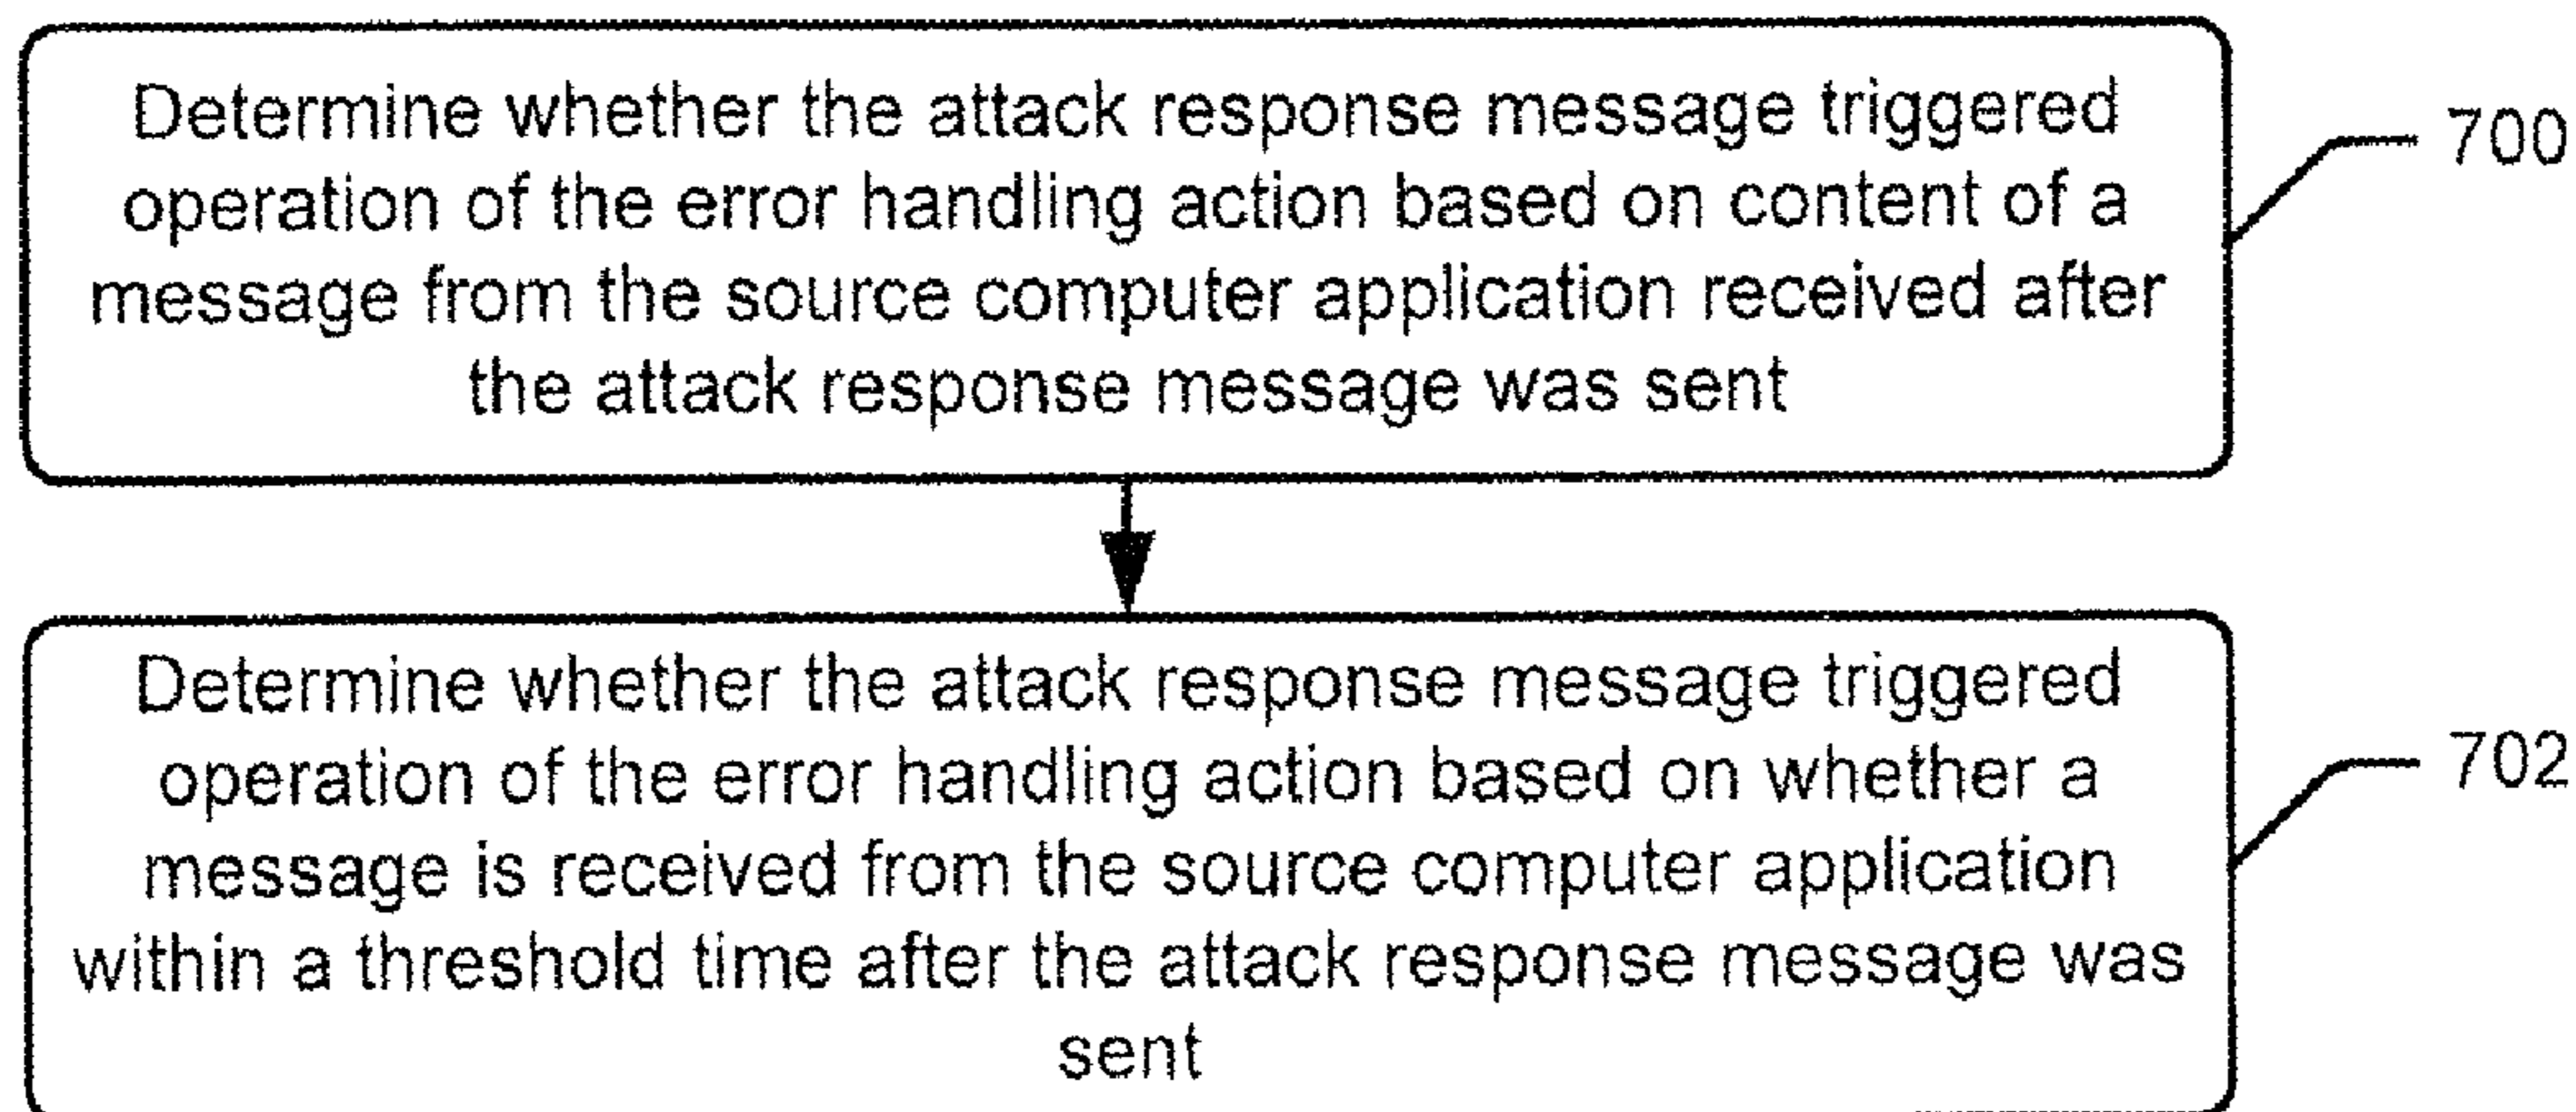 Determine whether the attack response message triggered
operation of the error handling action based on content of a
message from the source computer application received after
the attack response message was sent
700
Determine whether the attack response message triggered
operation of the error handling action based on whether a
message is received from the source computer application
within a threshold time after the attack response message was
sent
702